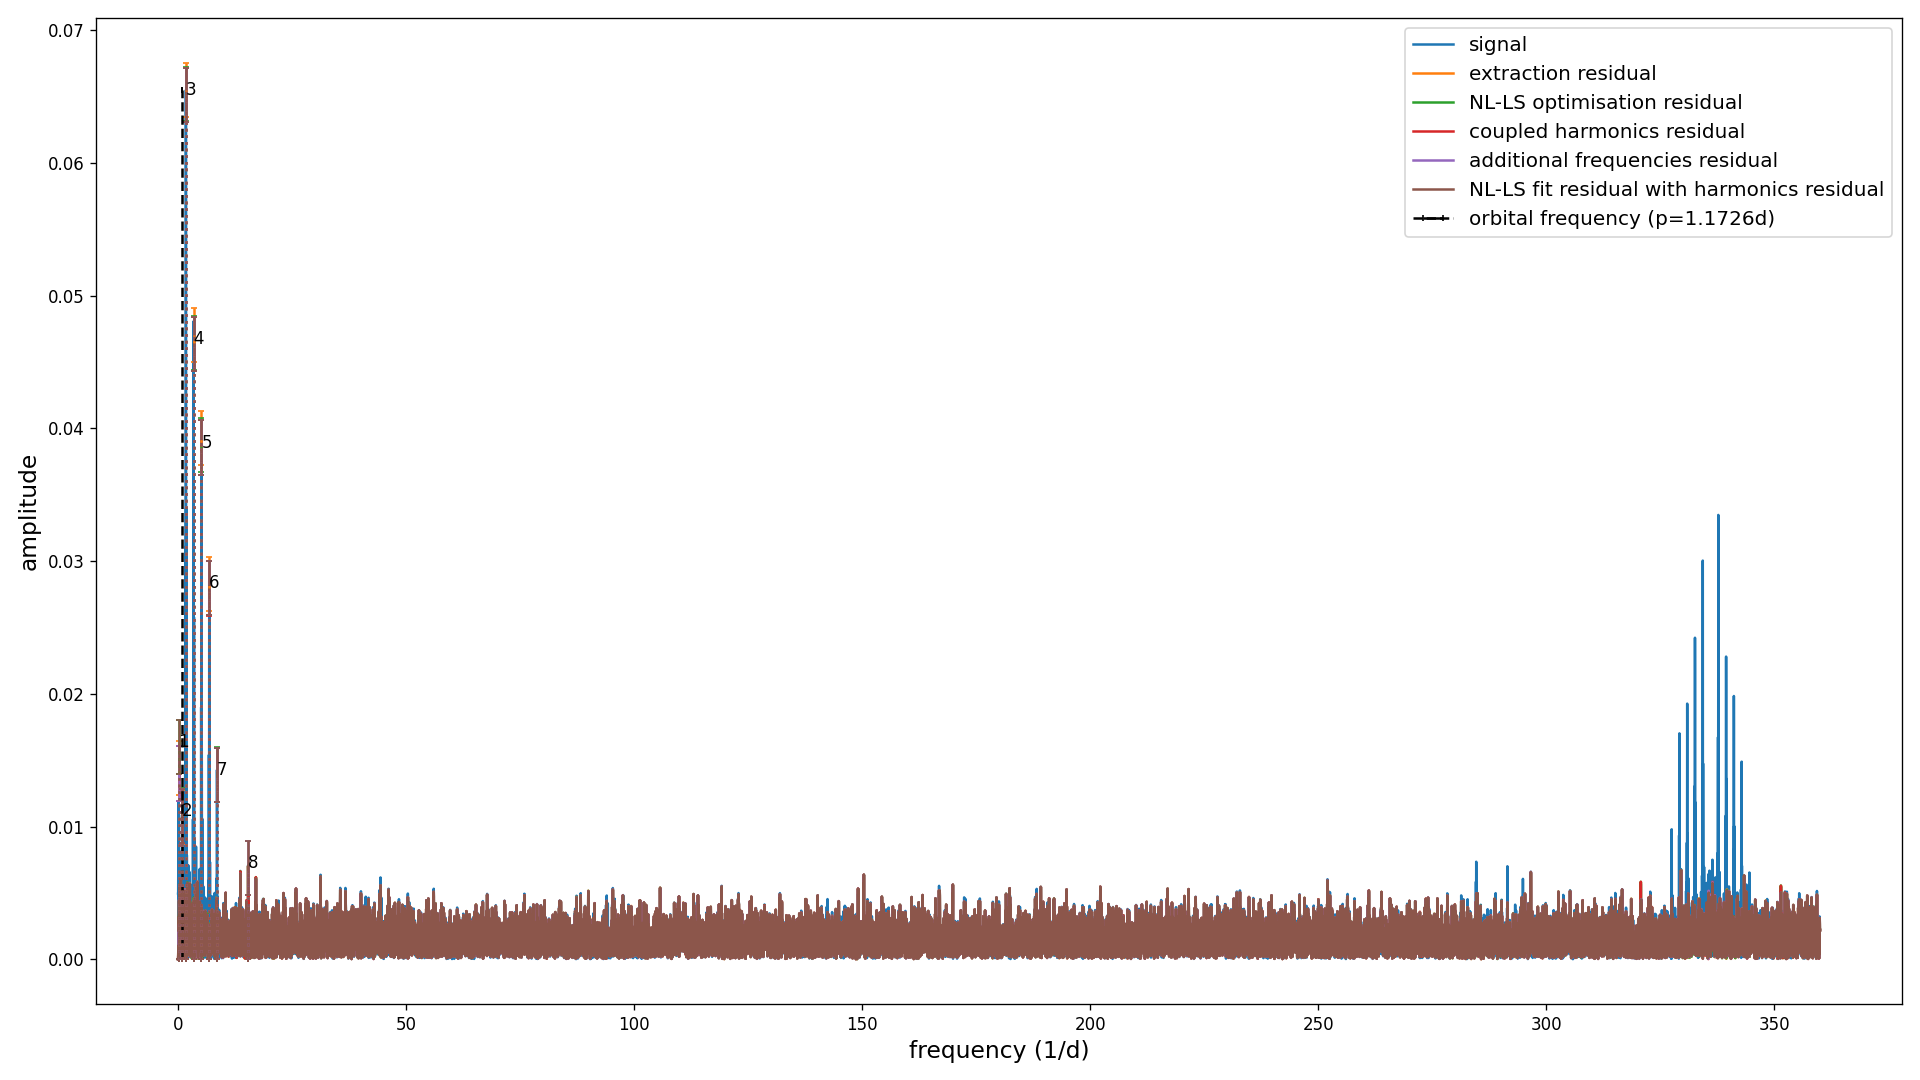 signal
extraction residual
NL-LS optimisation residual
coupled harmonics residual
additional frequencies residual
NL-LS fit residual with harmonics residual
orbital frequency (p=1.1726d)
0.07
0.06
0.05
0.04
0.03
0.02
0.01
0.00
amplitude
3
4
5
6
1
7
2
8
0
50
100
150
200
250
300
350
frequency (1/d)